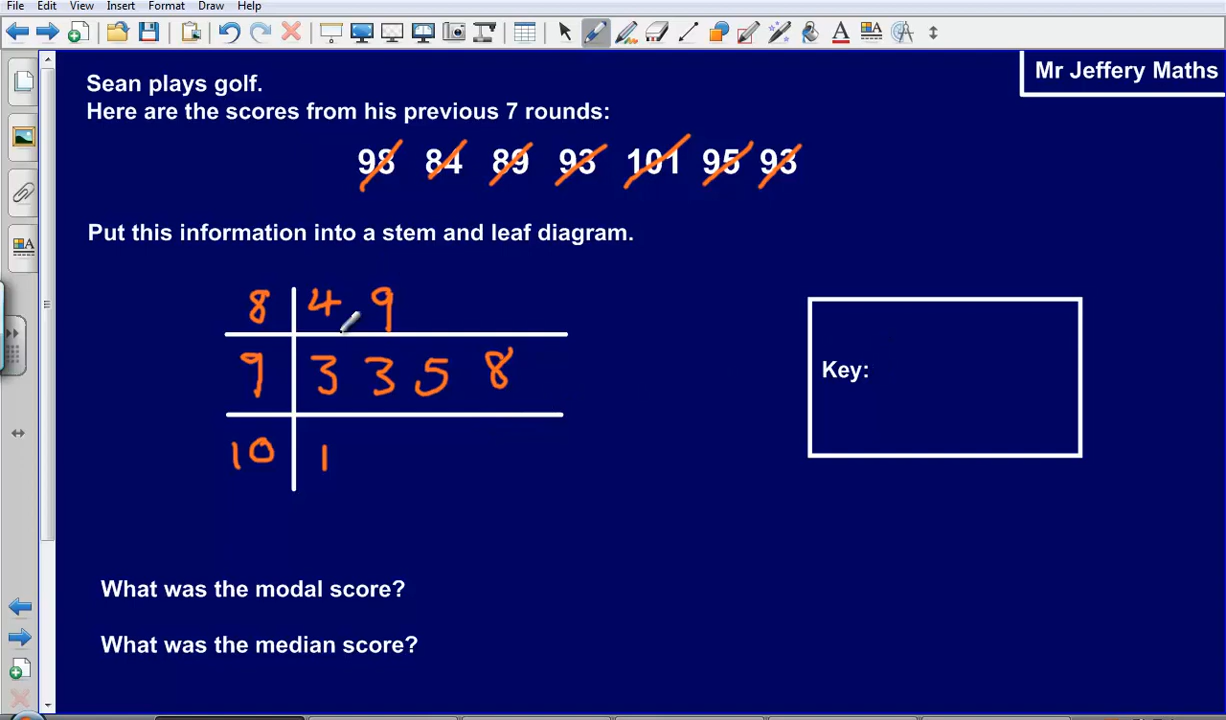 File Edit View Insert Format Draw Help
Mr Jeffery Maths
Sean plays golf.
Here are the scores from his previous 7 rounds:
98 84 89 93 101 95 93
Put this information into a stem and leaf diagram.
8 4 9
9 3 3 5 8
10 1
Key:
What was the modal score?
What was the median score?